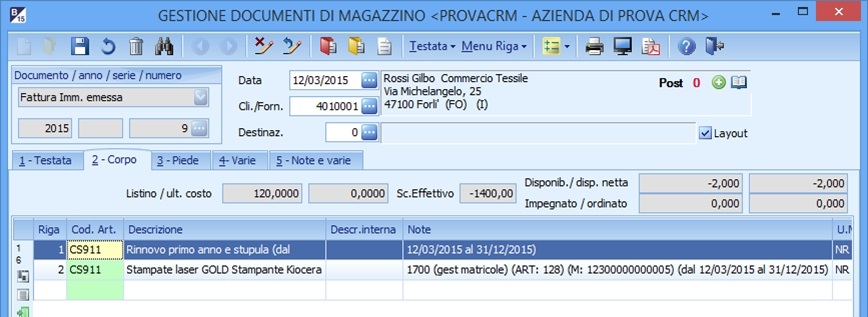 GESTIONE DOCUMENTI DI MAGAZZINO <PROVACRM - AZIENDA DI PROVA CRM>
Testata Menu Riga
Documento / anno / serie / numero
Fattura Imm. emessa
2015 9
Data 12/03/2015
Cli./Forn. 4010001
Destinaz. 0
Rossi Gilbo Commercio Tessile
Via Michelangelo, 25
47100 Forli' (FO) (I)
Post 0
Layout
1 - Testata 2 - Corpo 3 - Piede 4- Varie 5 - Note e varie
Listino / ult. costo 120,0000 0,0000 Sc.Effettivo -1400,00 Disponib./ disp. netta -2,000 -2,000
Impegnato / ordinato 0,000 0,000
Riga Cod. Art. Descrizione Descr.interna Note U.M
1 CS911 Rinnovo primo anno e stupula (dal 12/03/2015 al 31/12/2015) NR
2 CS911 Stampate laser GOLD Stampante Kiocera 1700 (gest matricole) (ART: 128) (M: 12300000000005) (dal 12/03/2015 al 31/12/2015) NR
1
6